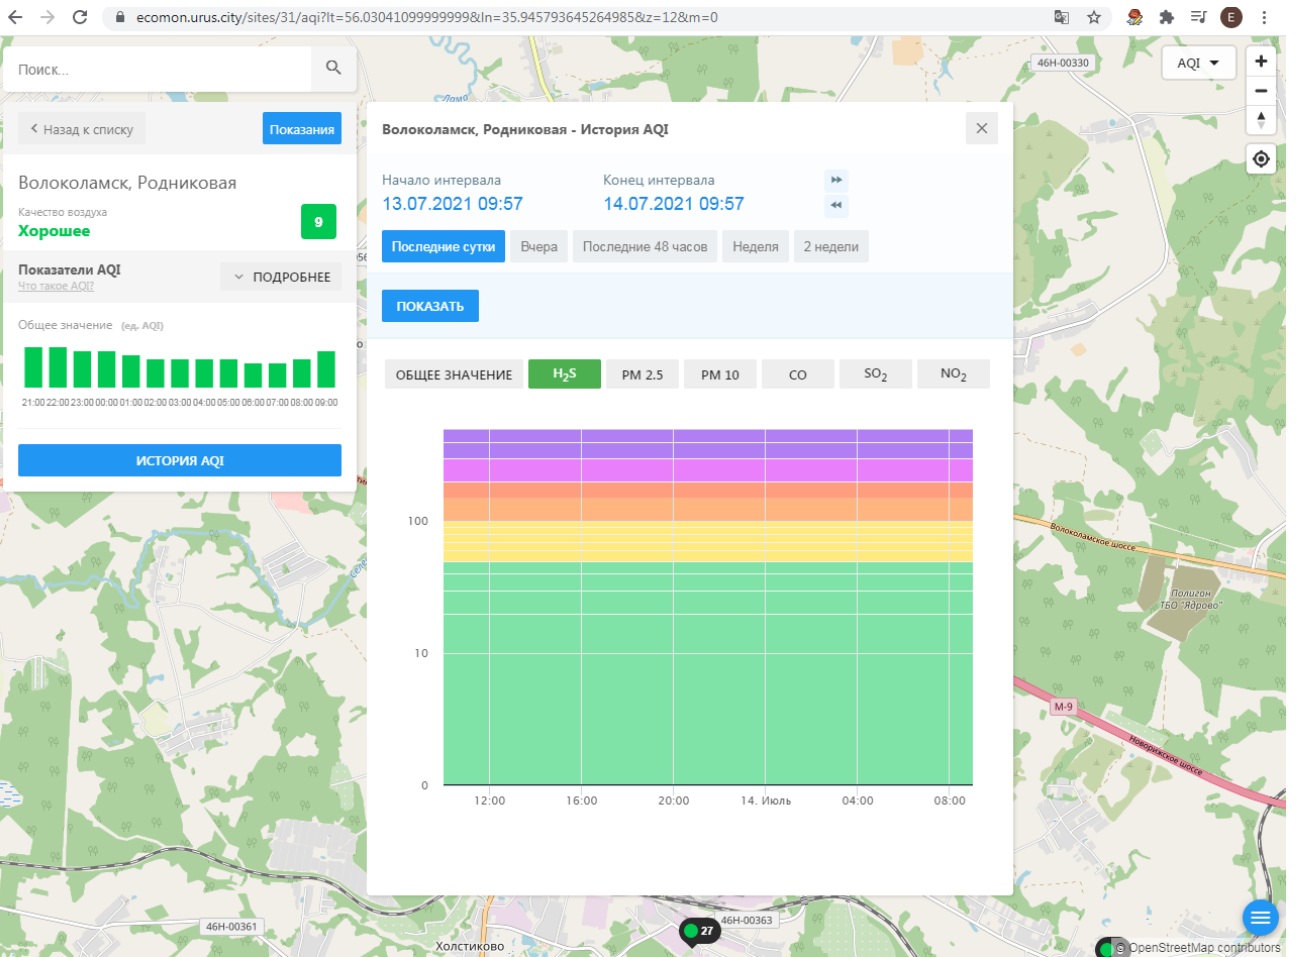 ecomon.urus.city/sites/31/aqi?lt=56.03041099999999&ln=35.945793645264985&z=12&m=0
E
Поиск...
46Н-00330
AQI
Назад к списку
Показания
Волоколамск, Родниковая - История AQI
Волоколамск, Родниковая
Качество воздуха
Хорошее
9
Начало интервала
Конец интервала
13.07.2021 09:57
14.07.2021 09:57
Последние сутки
Вчера
Последние 48 часов
Неделя
2 недели
Показатели AQI
Что такое AQI?
ПОДРОБНЕЕ
ПОКАЗАТЬ
Общее значение (ед. AQI)
21:00 22:00 23:00 00:00 01:00 02:00 03:00 04:00 05:00 06:00 07:00 08:00 09:00
ИСТОРИЯ AQI
ОБЩЕЕ ЗНАЧЕНИЕ
H2S
PM 2.5
PM 10
CO
SO2
NO2
100
10
0
12:00
16:00
20:00
14. Июль
04:00
08:00
Лама
Волоколамское шоссе
Полигон
ТБО "Ядрово"
М-9
Новорижское шоссе
46Н-00361
46Н-00363
27
Холстиково
© OpenStreetMap contributors